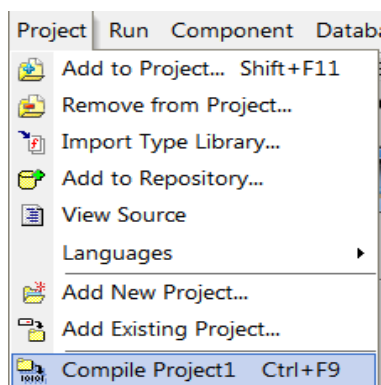 Project Run Component Datab
Add to Project... Shift+F11
Remove from Project...
Import Type Library...
Add to Repository...
View Source
Languages
Add New Project...
Add Existing Project...
Compile Project1 Ctrl+F9